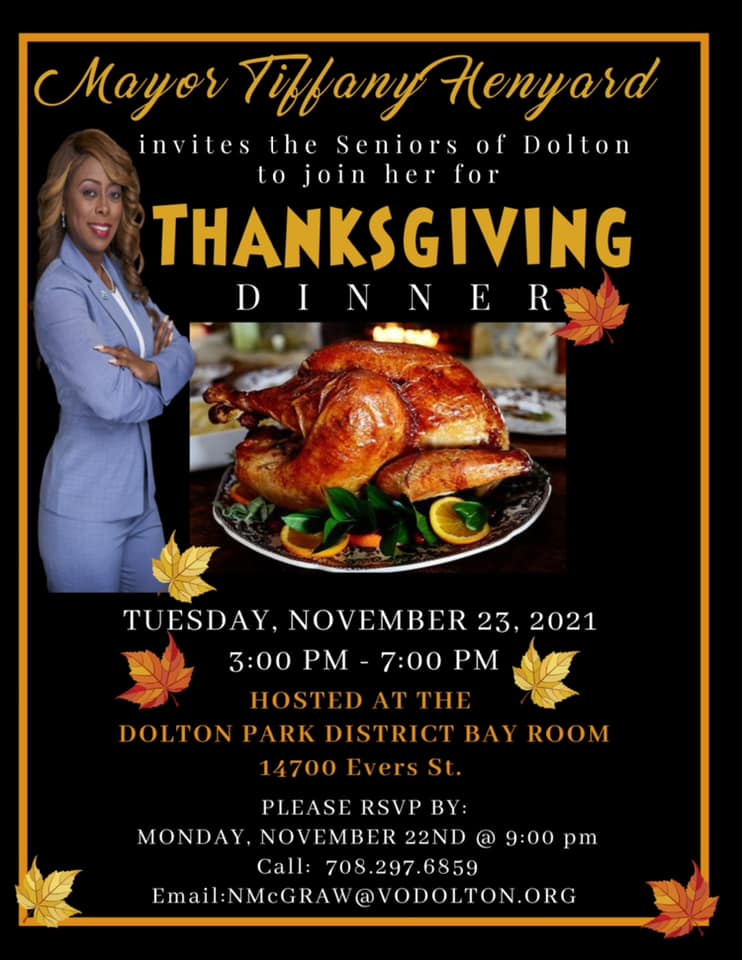 Mayor Tiffany Henyard
invites the Seniors of Dolton
to join her for
THANKSGIVING
DINNER
TUESDAY, NOVEMBER 23, 2021
3:00 PM - 7:00 PM
HOSTED AT THE
DOLTON PARK DISTRICT BAY ROOM
14700 Evers St.
PLEASE RSVP BY:
MONDAY, NOVEMBER 22ND @ 9:00 pm
Call: 708.297.6859
Email:NMcGRAW@VODOLTON.ORG